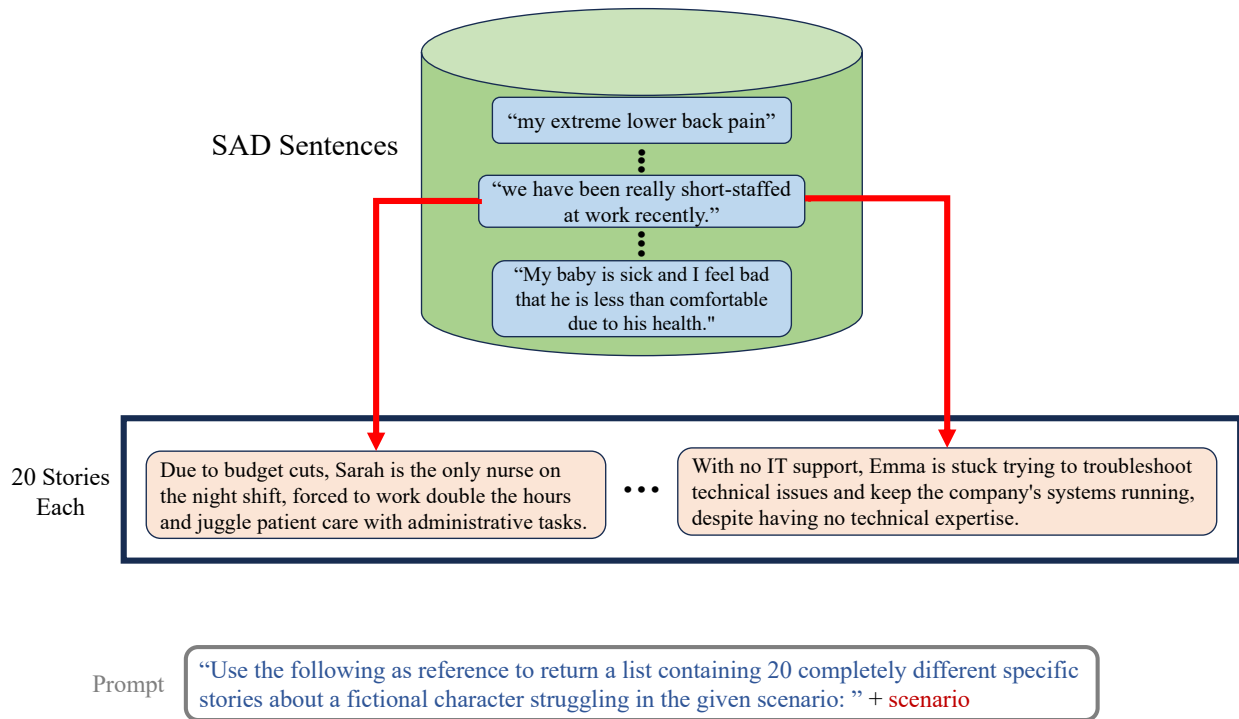 “my extreme lower back pain”
SAD Sentences
“we have been really short-staffed
at work recently.”
“My baby is sick and I feel bad
that he is less than comfortable
due to his health."
20 Stories
Each
Due to budget cuts, Sarah is the only nurse on
the night shift, forced to work double the hours
and juggle patient care with administrative tasks.
•••
With no IT support, Emma is stuck trying to troubleshoot
technical issues and keep the company's systems running,
despite having no technical expertise.
Prompt
“Use the following as reference to return a list containing 20 completely different specific
stories about a fictional character struggling in the given scenario: ” + scenario